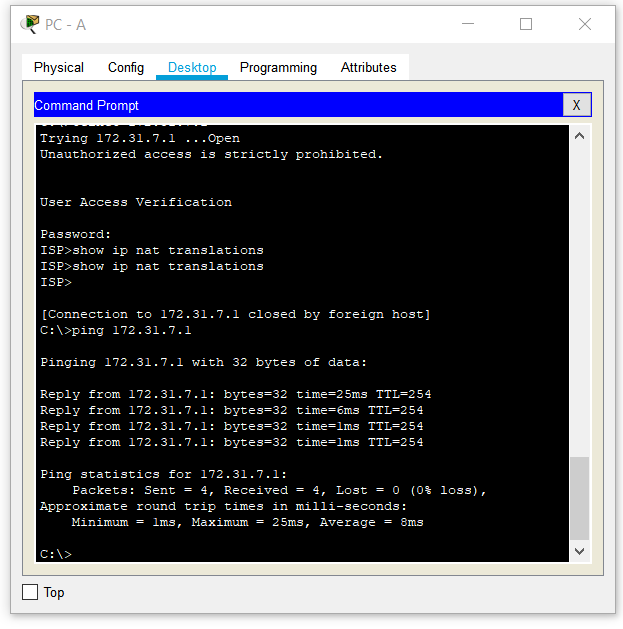 PC - A
Physical Config Desktop Programming Attributes
Command Prompt X
Trying 172.31.7.1 ...Open
Unauthorized access is strictly prohibited.
User Access Verification
Password:
ISP>show ip nat translations
ISP>show ip nat translations
ISP>
[Connection to 172.31.7.1 closed by foreign host]
C:\>ping 172.31.7.1
Pinging 172.31.7.1 with 32 bytes of data:
Reply from 172.31.7.1: bytes=32 time=25ms TTL=254
Reply from 172.31.7.1: bytes=32 time=6ms TTL=254
Reply from 172.31.7.1: bytes=32 time=1ms TTL=254
Reply from 172.31.7.1: bytes=32 time=1ms TTL=254
Ping statistics for 172.31.7.1:
Packets: Sent = 4, Received = 4, Lost = 0 (0% loss),
Approximate round trip times in milli-seconds:
Minimum = 1ms, Maximum = 25ms, Average = 8ms
C:\>
Top